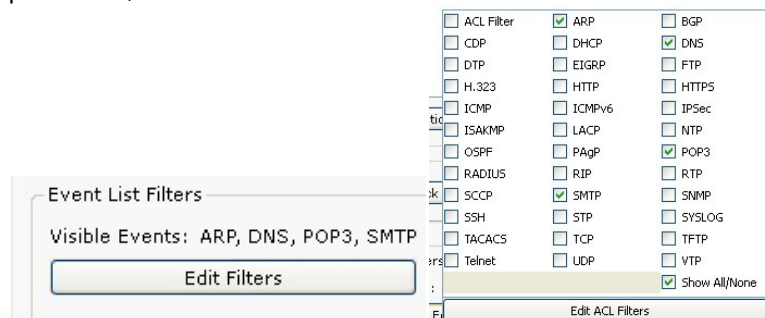 ACL Filter ARP BGP
CDP DHCP DNS
DTP EIGRP FTP
H.323 HTTP HTTPS
ICMP ICMPv6 IPSec
ISAKMP LACP NTP
OSPF PAgP POP3
RADIUS RIP RTP
SCCP SMTP SNMP
SSH STP SYSLOG
TACACS TCP TFTP
Telnet UDP VTP
Show All/None
Edit ACL Filters
Event List Filters
Visible Events: ARP, DNS, POP3, SMTP
Edit Filters